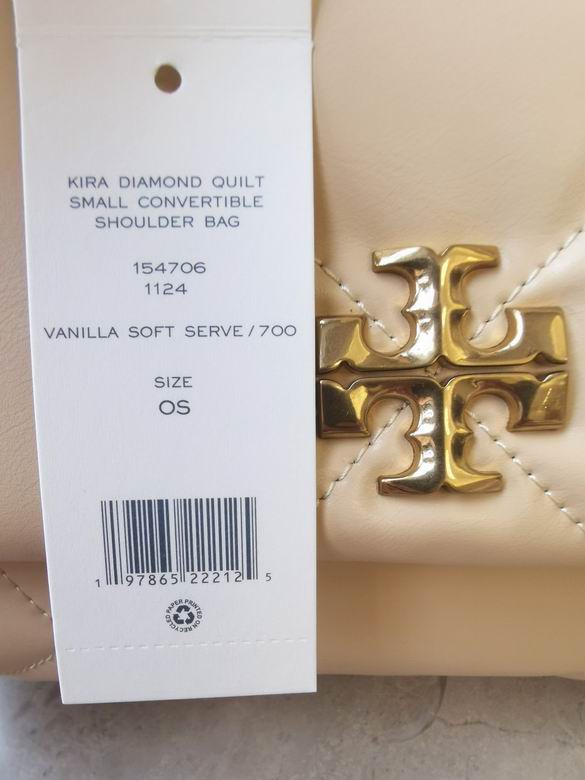 KIRA DIAMOND QUILT
SMALL CONVERTIBLE
SHOULDER BAG
154706
1124
VANILLA SOFT SERVE/700
SIZE
OS
1 97865 22212 5
PRINTED ON RECYCLED PAPER